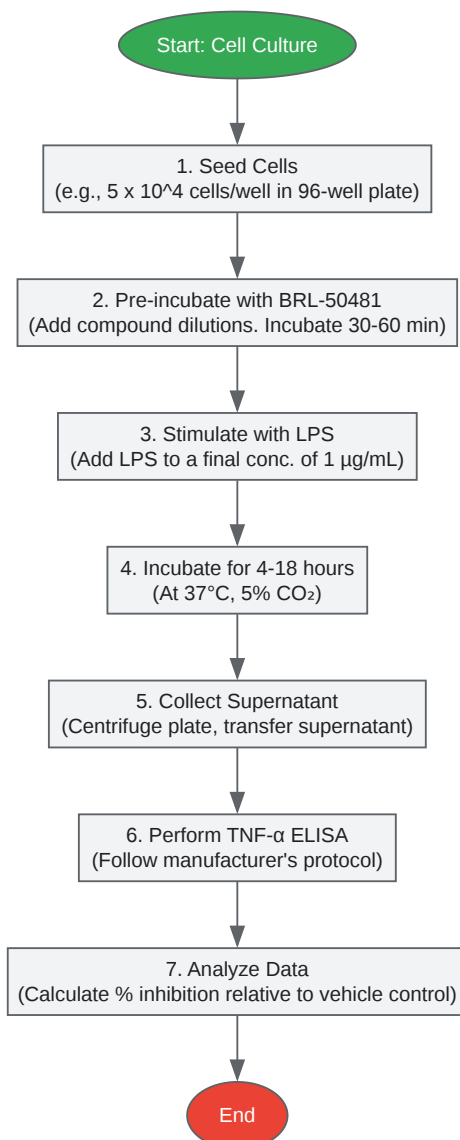 Start: Cell Culture
1. Seed Cells
(e.g., 5 x 10^4 cells/well in 96-well plate)
2. Pre-incubate with BRL-50481
(Add compound dilutions. Incubate 30-60 min)
3. Stimulate with LPS
(Add LPS to a final conc. of 1 µg/mL)
4. Incubate for 4-18 hours
(At 37°C, 5% CO₂)
5. Collect Supernatant
(Centrifuge plate, transfer supernatant)
6. Perform TNF-α ELISA
(Follow manufacturer's protocol)
7. Analyze Data
(Calculate % inhibition relative to vehicle control)
End